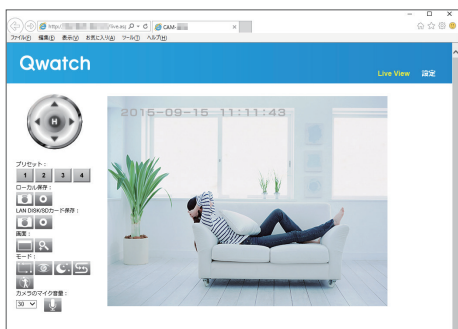 http://
/live.asp
CAM-
ファイル(F) 編集(E) 表示(V) お気に入り(A) ツール(T) ヘルプ(H)
Qwatch
Live View 設定
2015-09-15 11:11:43
H
プリセット：
1 2 3 4
ローカル保存：
LAN DISK/SDカード保存：
画面：
モード：
カメラのマイク音量：
30